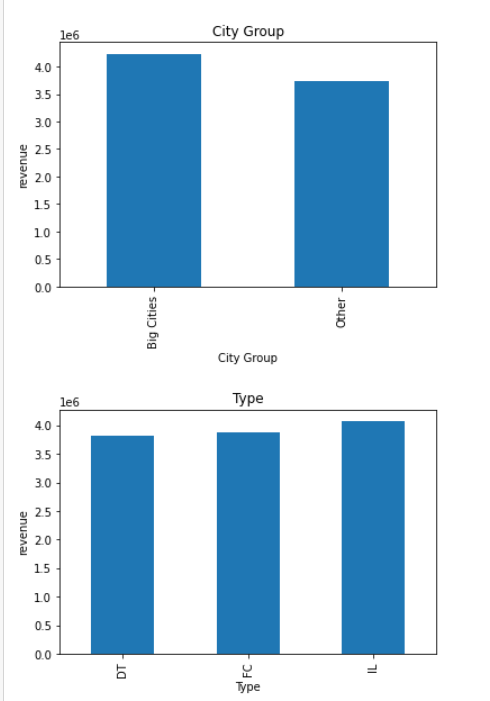 City Group
1e6
4.0
3.5
3.0
2.5
2.0
1.5
1.0
0.5
0.0
revenue
Big Cities
Other
City Group
Type
1e6
4.0
3.5
3.0
2.5
2.0
1.5
1.0
0.5
0.0
revenue
DT
FC
IL
Type